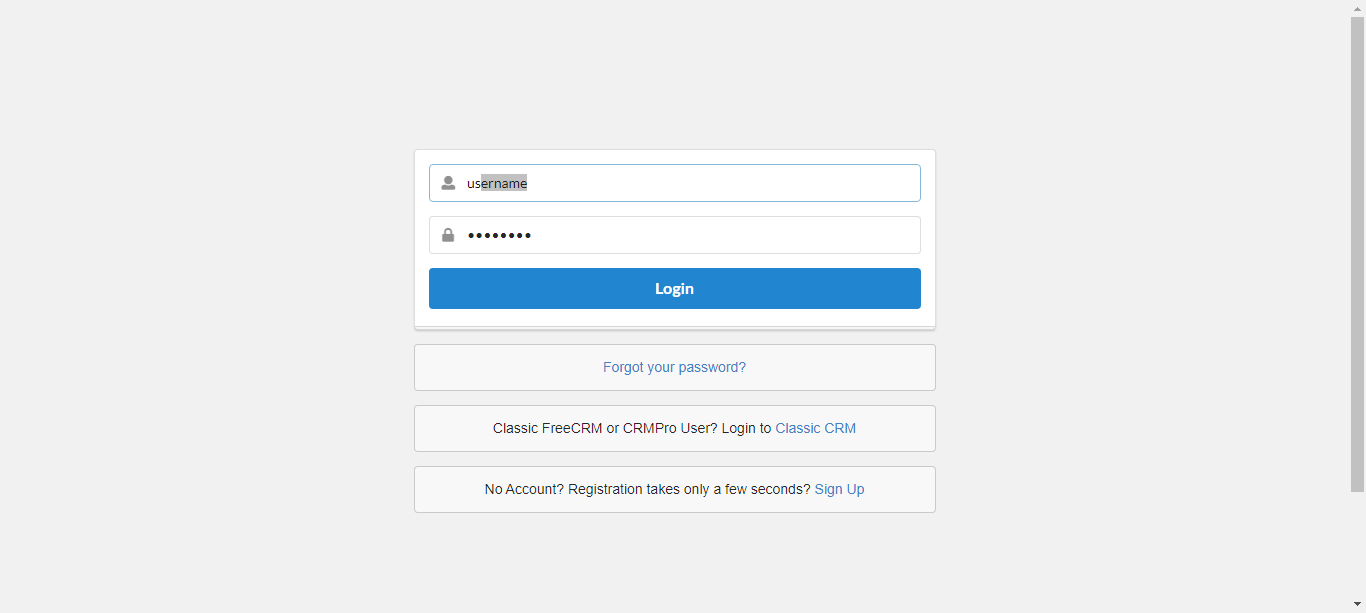 username
••••••••
Login
Forgot your password?
Classic FreeCRM or CRMPro User? Login to Classic CRM
No Account? Registration takes only a few seconds? Sign Up